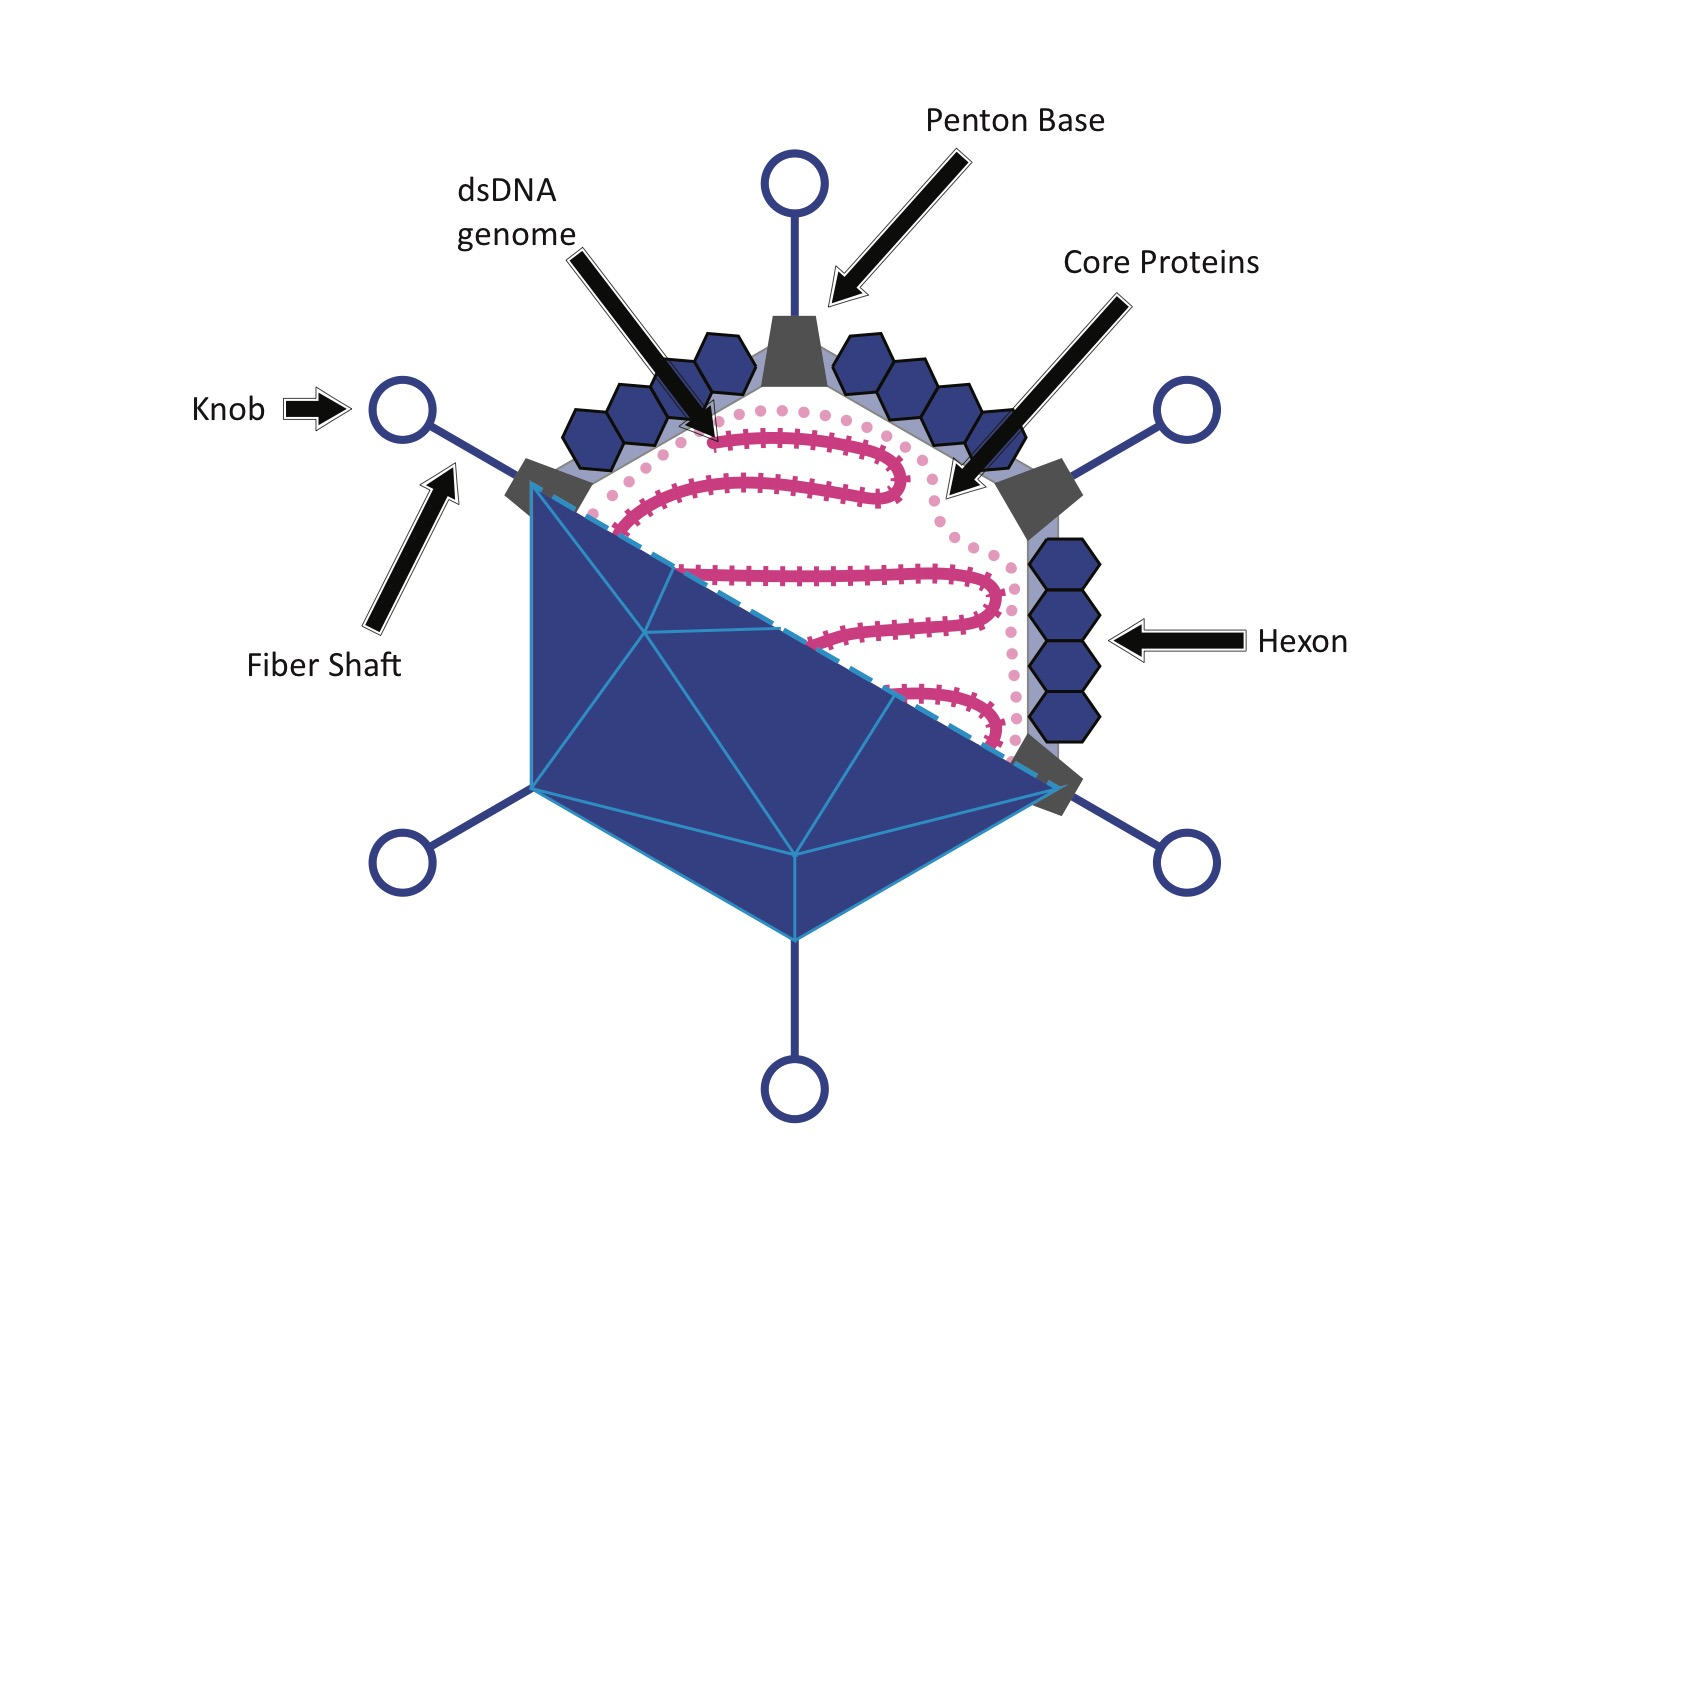 Penton Base
dsDNA
genome
Core Proteins
Knob
Hexon
Fiber Shaft